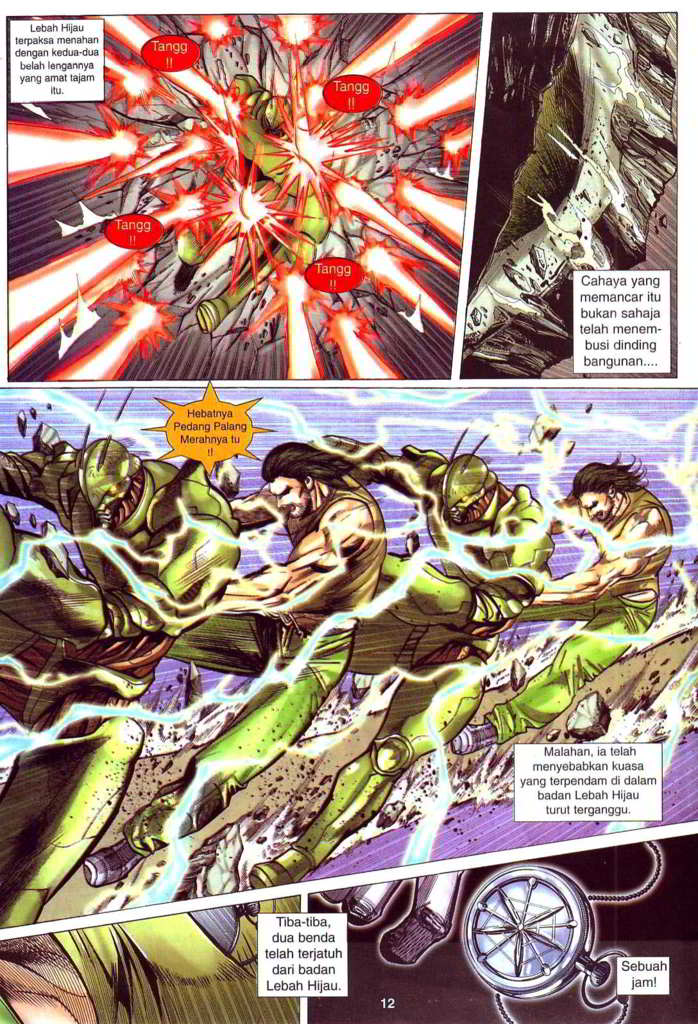 Lebah Hijau
terpaksa menahan
dengan kedua-dua
belah lengannya
yang amat tajam
itu.
Tangg
!!
Tangg
!!
Tangg
!!
Tangg
!!
Cahaya yang
memancar itu
bukan sahaja
telah menem-
busi dinding
bangunan....
Hebatnya
Pedang Palang
Merahnya tu
!!
Malahan, ia telah
menyebabkan kuasa
yang terpendam di dalam
badan Lebah Hijau
turut terganggu.
Tiba-tiba,
dua benda
telah terjatuh
dari badan
Lebah Hijau.
Sebuah
jam!
12